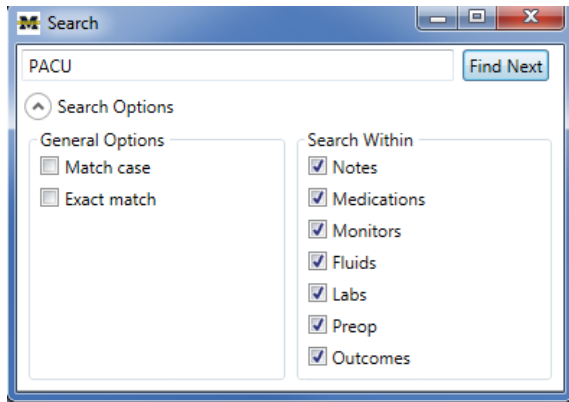 Search
PACU
Find Next
Search Options
General Options
Match case
Exact match
Search Within
Notes
Medications
Monitors
Fluids
Labs
Preop
Outcomes